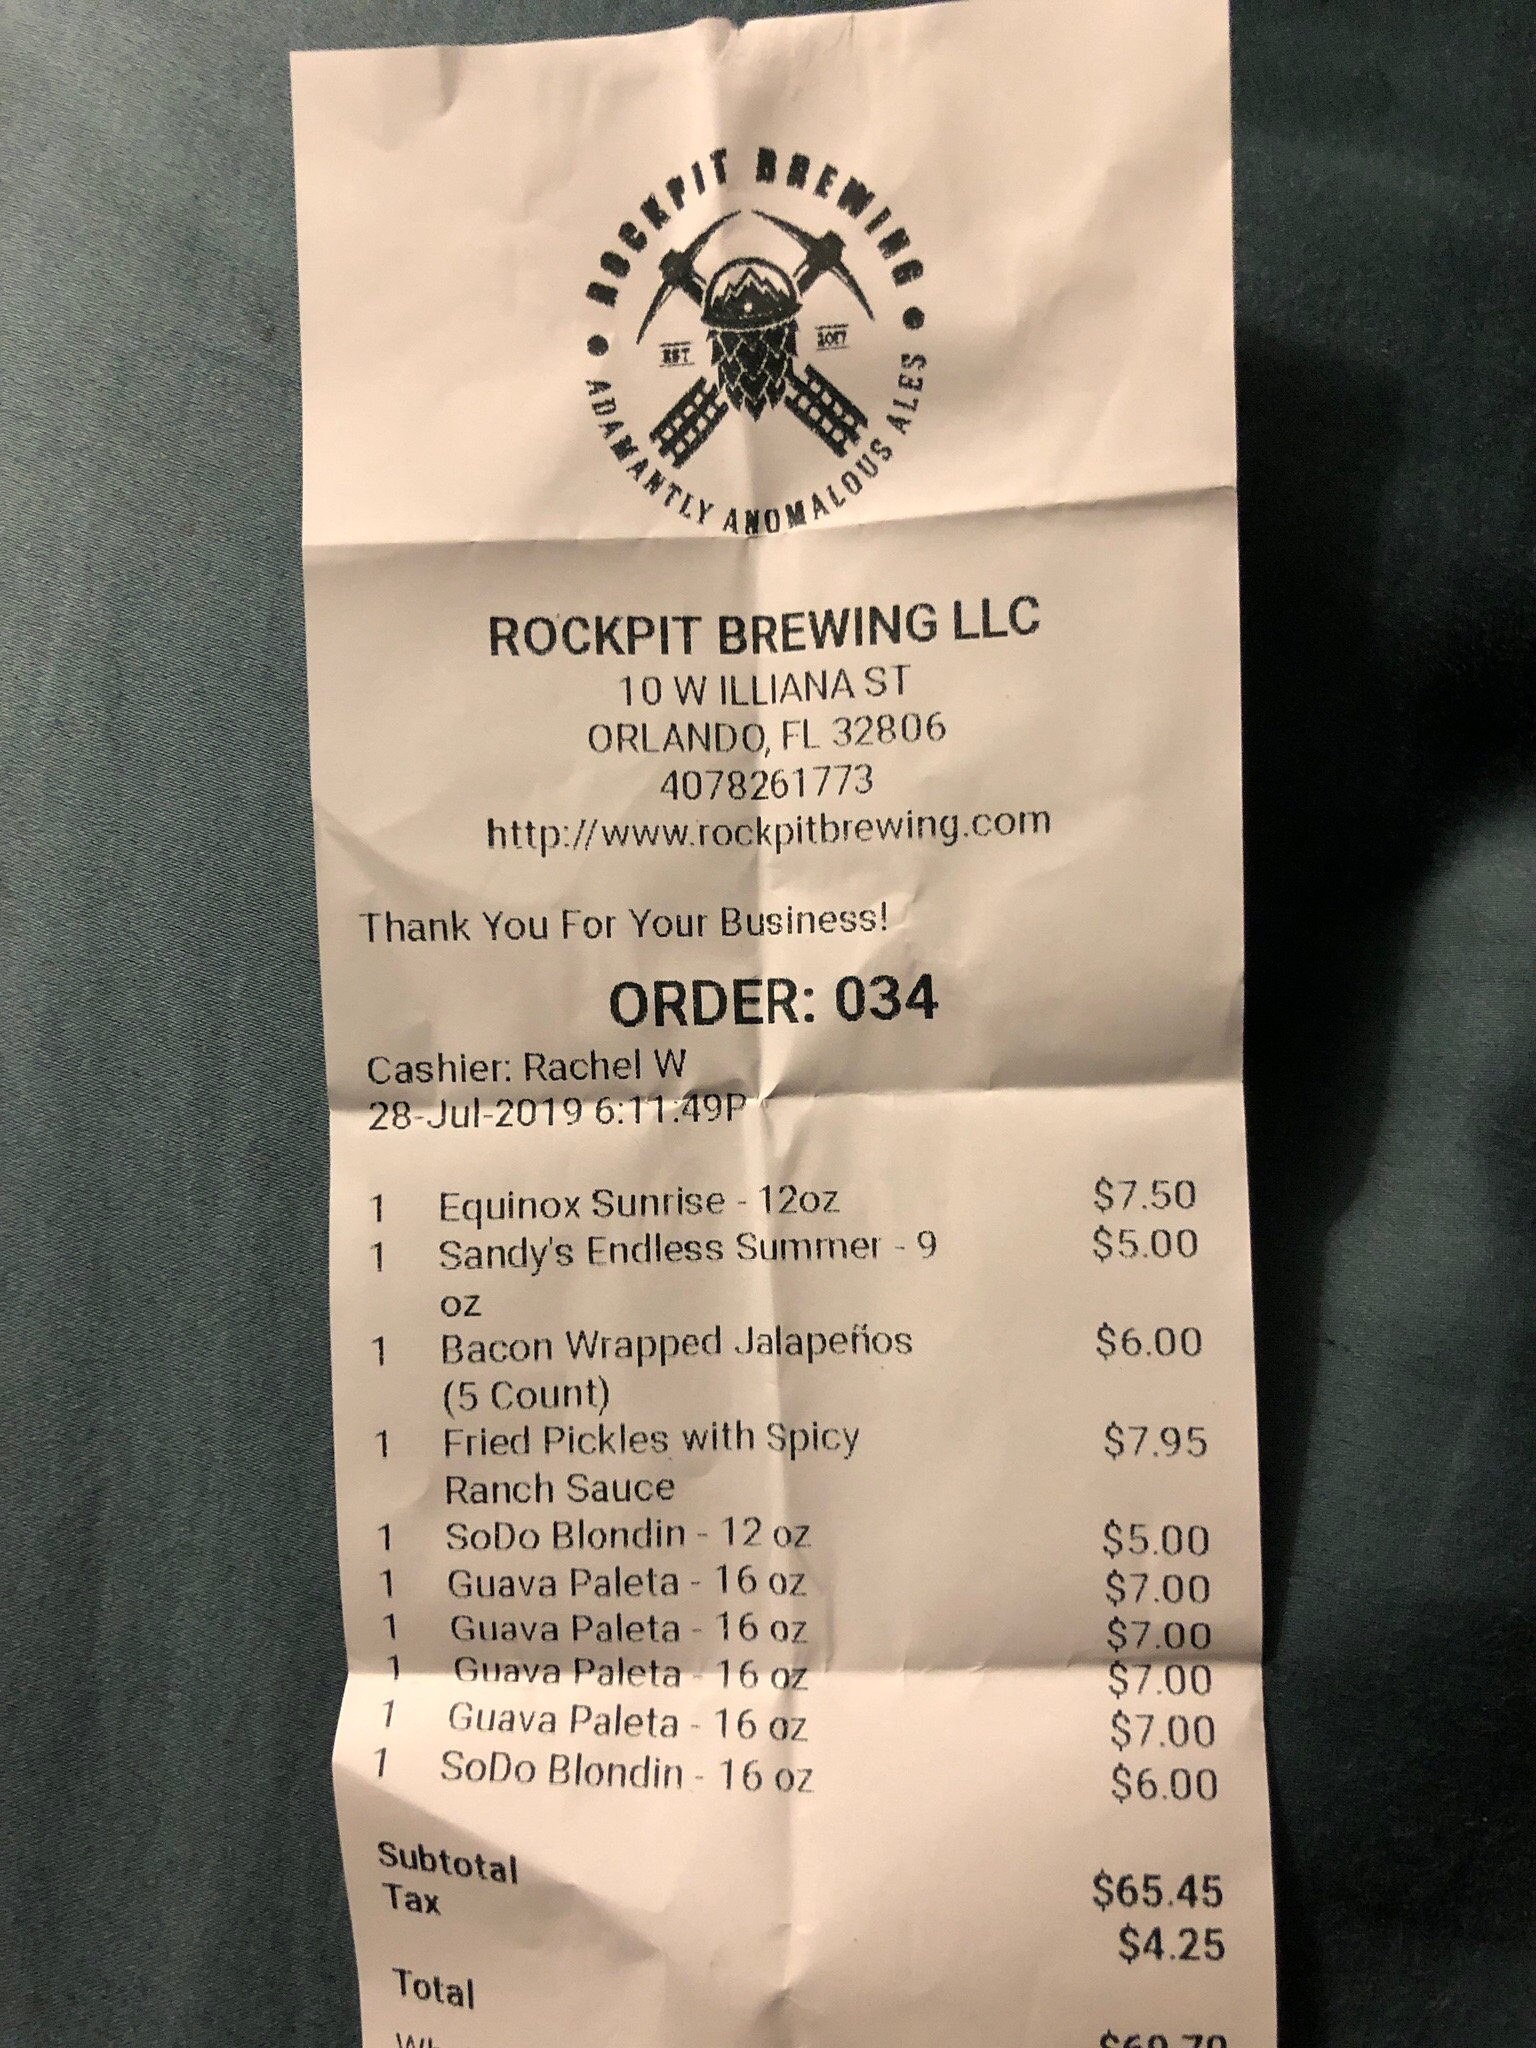 ROCKPIT BREWING
EST 2017
ADAMANTLY ANOMALOUS ALES
ROCKPIT BREWING LLC
10 W ILLIANA ST
ORLANDO, FL 32806
4078261773
http://www.rockpitbrewing.com
Thank You For Your Business!
ORDER: 034
Cashier: Rachel W
28-Jul-2019 6:11:49P
1 Equinox Sunrise - 12oz $7.50
1 Sandy's Endless Summer - 9 $5.00
oz
1 Bacon Wrapped Jalapeños $6.00
(5 Count)
1 Fried Pickles with Spicy $7.95
Ranch Sauce
1 SoDo Blondin - 12 oz $5.00
1 Guava Paleta - 16 oz $7.00
1 Guava Paleta - 16 oz $7.00
1 Guava Paleta - 16 oz $7.00
1 Guava Paleta - 16 oz $7.00
1 SoDo Blondin - 16 oz $6.00
Subtotal $65.45
Tax $4.25
Total $69.70